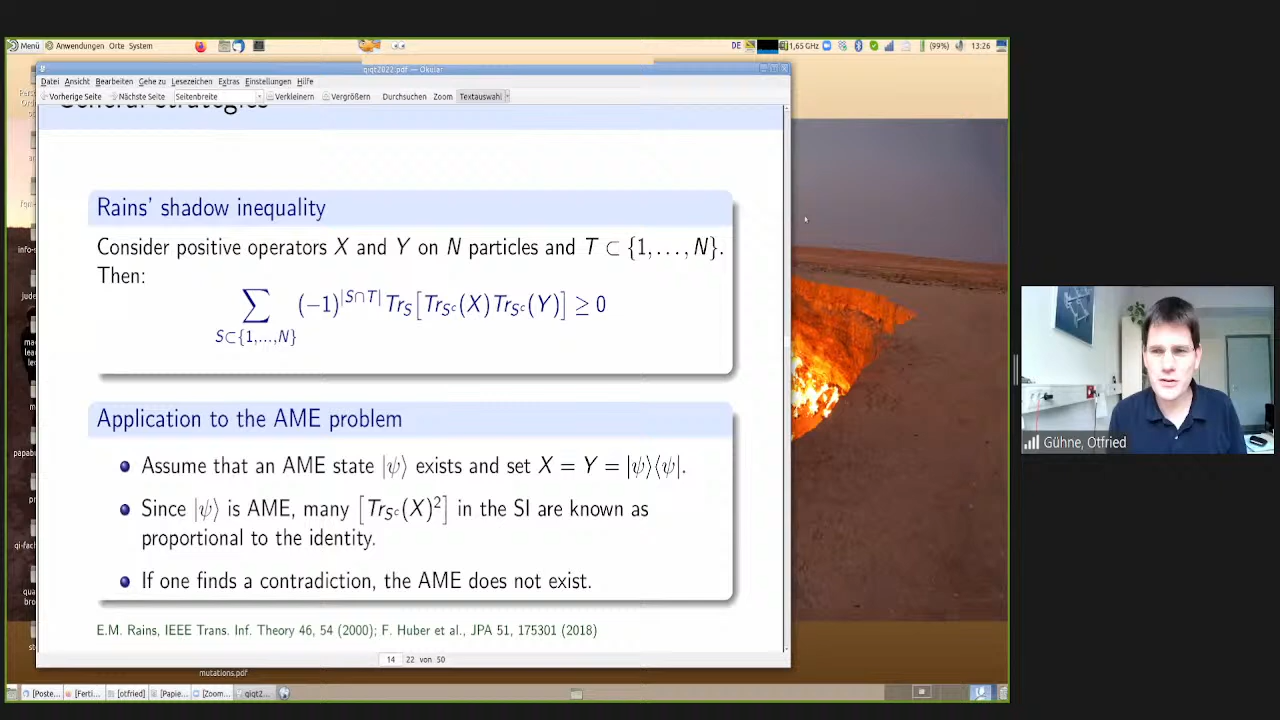 Menü Anwendungen Orte System
DE 1,65 GHz (99%) 13:26
qiqt2022.pdf — Okular
Datei Ansicht Bearbeiten Gehe zu Lesezeichen Extras Einstellungen Hilfe
Vorherige Seite Nächste Seite Seitenbreite Verkleinern Vergrößern Durchsuchen Zoom Textauswahl
General strategies
Rains' shadow inequality
Consider positive operators X and Y on N particles and T ⊂ {1, . . . , N}.
Then:
∑_{S⊂{1,...,N}} (−1)^{|S∩T|} Tr_S[Tr_{S^c}(X) Tr_{S^c}(Y)] ≥ 0
Application to the AME problem
Assume that an AME state |ψ⟩ exists and set X = Y = |ψ⟩⟨ψ|.
Since |ψ⟩ is AME, many [Tr_{S^c}(X)^2] in the SI are known as
proportional to the identity.
If one finds a contradiction, the AME does not exist.
E.M. Rains, IEEE Trans. Inf. Theory 46, 54 (2000); F. Huber et al., JPA 51, 175301 (2018)
14 22 von 50
mutations.pdf
[Poste... [Ferti... [otfried] [Papie... [Zoom... qiqt2...
Gühne, Otfried